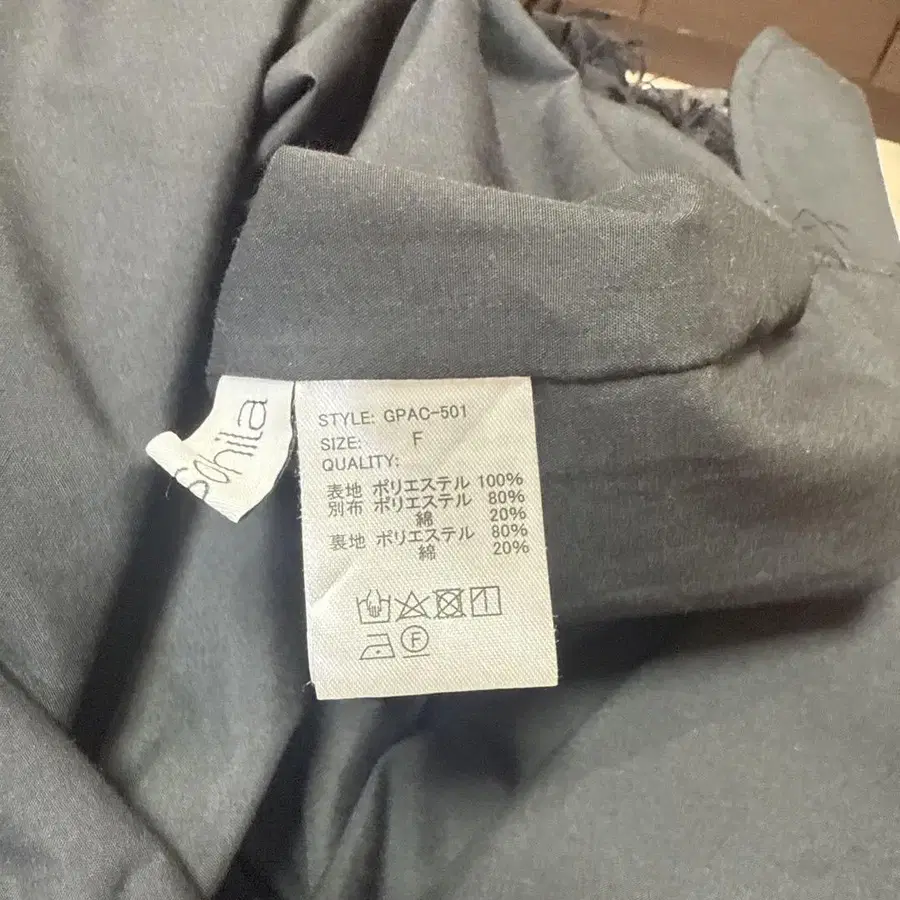 STYLE: GPAC-501
SIZE: F
QUALITY:
表地 ポリエステル 100%
別布 ポリエステル 80%
綿 20%
裏地 ポリエステル 80%
綿 20%
F